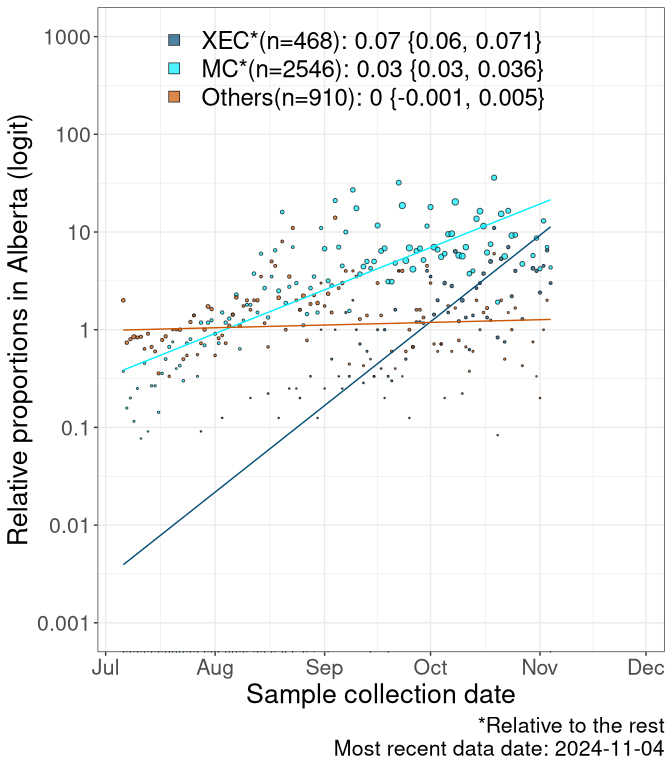 XEC*(n=468): 0.07 {0.06, 0.071}
MC*(n=2546): 0.03 {0.03, 0.036}
Others(n=910): 0 {-0.001, 0.005}
Relative proportions in Alberta (logit)
1000
100
10
1
0.1
0.01
0.001
Jul Aug Sep Oct Nov Dec
Sample collection date
*Relative to the rest
Most recent data date: 2024-11-04